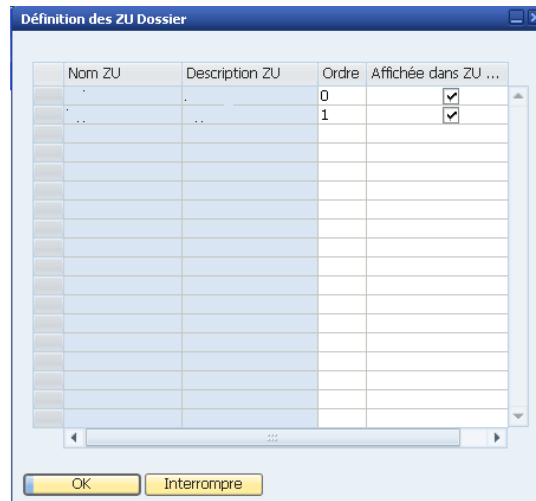 Définition des ZU Dossier
Nom ZU Description ZU Ordre Affichée dans ZU ...
0
1
OK Interrompre